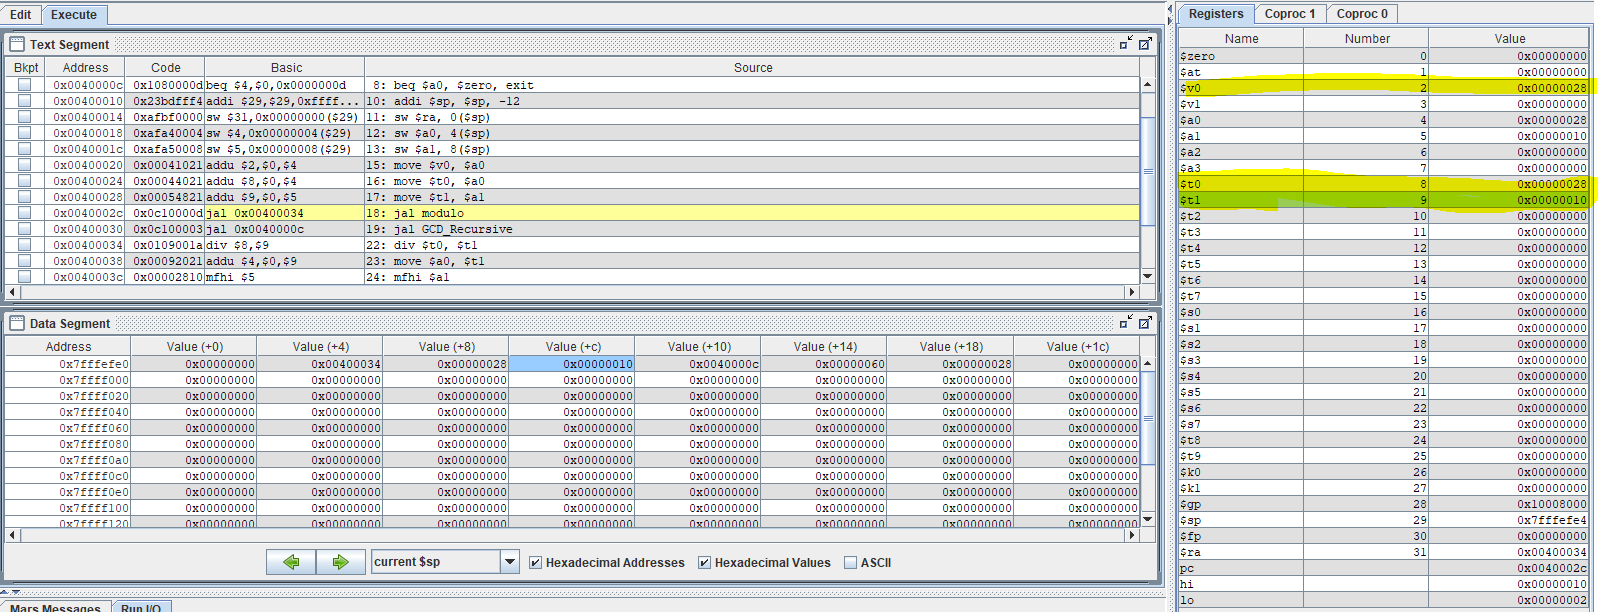 Edit Execute
Text Segment
Bkpt Address Code Basic Source
0x0040000c 0x1080000d beq $4,$0,0x0000000d 8: beq $a0, $zero, exit
0x00400010 0x23bdfff4 addi $29,$29,0xffff... 10: addi $sp, $sp, -12
0x00400014 0xafbf0000 sw $31,0x00000000($29) 11: sw $ra, 0($sp)
0x00400018 0xafa40004 sw $4,0x00000004($29) 12: sw $a0, 4($sp)
0x0040001c 0xafa50008 sw $5,0x00000008($29) 13: sw $a1, 8($sp)
0x00400020 0x00041021 addu $2,$0,$4 15: move $v0, $a0
0x00400024 0x00044021 addu $8,$0,$4 16: move $t0, $a0
0x00400028 0x00054821 addu $9,$0,$5 17: move $t1, $a1
0x0040002c 0x0c10000d jal 0x00400034 18: jal modulo
0x00400030 0x0c100003 jal 0x0040000c 19: jal GCD_Recursive
0x00400034 0x0109001a div $8,$9 22: div $t0, $t1
0x00400038 0x00092021 addu $4,$0,$9 23: move $a0, $t1
0x0040003c 0x00002810 mfhi $5 24: mfhi $a1
Data Segment
Address Value (+0) Value (+4) Value (+8) Value (+c) Value (+10) Value (+14) Value (+18) Value (+1c)
0x7fffefe0 0x00000000 0x00400034 0x00000028 0x00000010 0x0040000c 0x00000060 0x00000028 0x00000000
0x7ffff000 0x00000000 0x00000000 0x00000000 0x00000000 0x00000000 0x00000000 0x00000000 0x00000000
0x7ffff020 0x00000000 0x00000000 0x00000000 0x00000000 0x00000000 0x00000000 0x00000000 0x00000000
0x7ffff040 0x00000000 0x00000000 0x00000000 0x00000000 0x00000000 0x00000000 0x00000000 0x00000000
0x7ffff060 0x00000000 0x00000000 0x00000000 0x00000000 0x00000000 0x00000000 0x00000000 0x00000000
0x7ffff080 0x00000000 0x00000000 0x00000000 0x00000000 0x00000000 0x00000000 0x00000000 0x00000000
0x7ffff0a0 0x00000000 0x00000000 0x00000000 0x00000000 0x00000000 0x00000000 0x00000000 0x00000000
0x7ffff0c0 0x00000000 0x00000000 0x00000000 0x00000000 0x00000000 0x00000000 0x00000000 0x00000000
0x7ffff0e0 0x00000000 0x00000000 0x00000000 0x00000000 0x00000000 0x00000000 0x00000000 0x00000000
0x7ffff100 0x00000000 0x00000000 0x00000000 0x00000000 0x00000000 0x00000000 0x00000000 0x00000000
0x7ffff120 0x00000000 0x00000000 0x00000000 0x00000000 0x00000000 0x00000000 0x00000000 0x00000000
current $sp Hexadecimal Addresses Hexadecimal Values ASCII
Mars Messages Run I/O
Registers Coproc 1 Coproc 0
Name Number Value
$zero 0 0x00000000
$at 1 0x00000000
$v0 2 0x00000028
$v1 3 0x00000000
$a0 4 0x00000028
$a1 5 0x00000010
$a2 6 0x00000000
$a3 7 0x00000000
$t0 8 0x00000028
$t1 9 0x00000010
$t2 10 0x00000000
$t3 11 0x00000000
$t4 12 0x00000000
$t5 13 0x00000000
$t6 14 0x00000000
$t7 15 0x00000000
$s0 16 0x00000000
$s1 17 0x00000000
$s2 18 0x00000000
$s3 19 0x00000000
$s4 20 0x00000000
$s5 21 0x00000000
$s6 22 0x00000000
$s7 23 0x00000000
$t8 24 0x00000000
$t9 25 0x00000000
$k0 26 0x00000000
$k1 27 0x00000000
$gp 28 0x10008000
$sp 29 0x7fffefe4
$fp 30 0x00000000
$ra 31 0x00400034
pc 0x0040002c
hi 0x00000010
lo 0x00000002